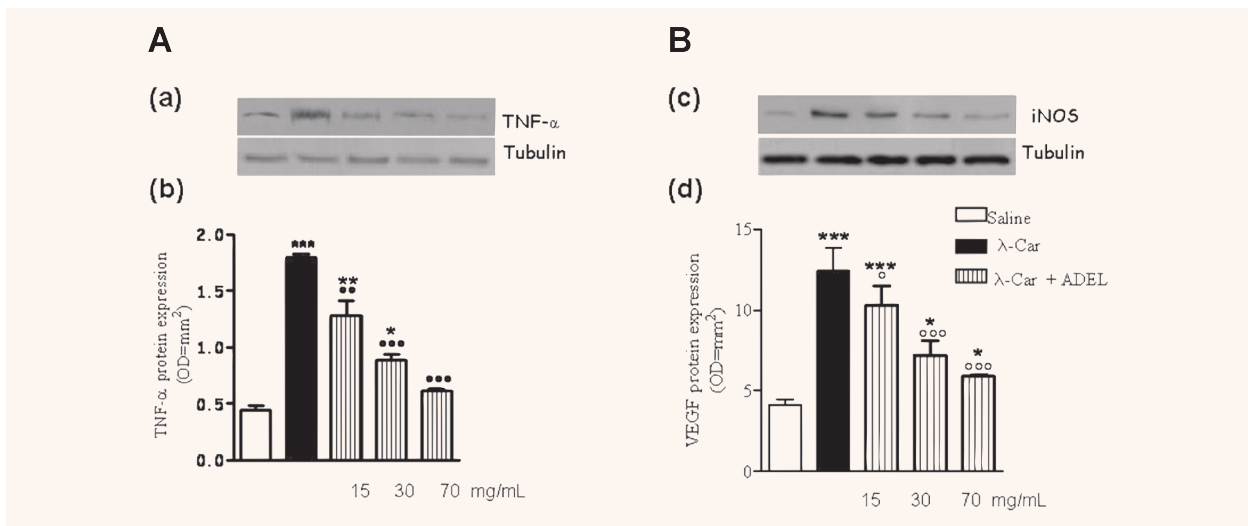 A
(a)
TNF-α
Tubulin
(b)
TNF-α protein expression
(OD=mm²)
2.0
1.5
1.0
0.5
0.0
***
**
●●
*
●●●
●●●
15 30 70 mg/mL
B
(c)
iNOS
Tubulin
(d)
Saline
λ-Car
λ-Car + ADEL
VEGF protein expression
(OD=mm²)
15
10
5
0
***
***
○
*
○○○
*
○○○
15 30 70 mg/mL